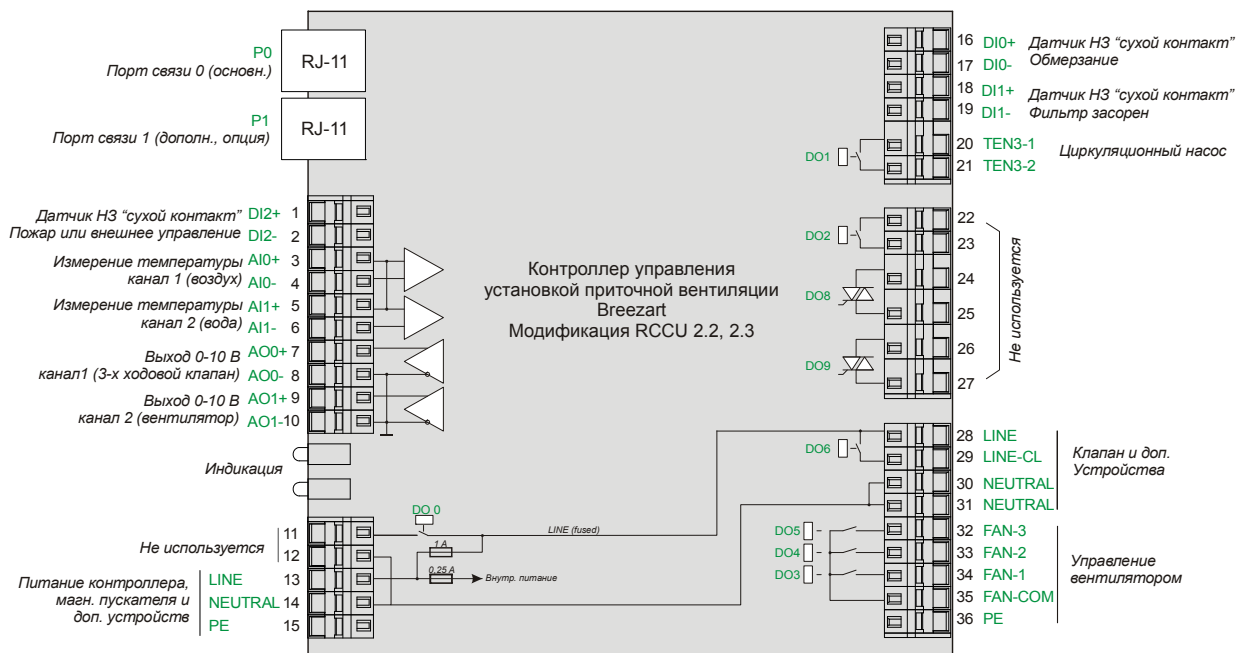 P0
Порт связи 0 (основн.)
RJ-11
P1
Порт связи 1 (дополн., опция)
RJ-11
Датчик НЗ “сухой контакт”
Пожар или внешнее управление
DI2+ 1
DI2- 2
Измерение температуры
канал 1 (воздух)
AI0+ 3
AI0- 4
Измерение температуры
канал 2 (вода)
AI1+ 5
AI1- 6
Выход 0-10 В
канал1 (3-х ходовой клапан)
AO0+ 7
AO0- 8
Выход 0-10 В
канал 2 (вентилятор)
AO1+ 9
AO1- 10
Индикация
Не используется
11
12
Питание контроллера,
магн. пускателя и
доп. устройств
LINE 13
NEUTRAL 14
PE 15
DO 0
1 A
0,25 A
Внутр. питание
LINE (fused)
Контроллер управления
установкой приточной вентиляции
Breezart
Модификация RCCU 2.2, 2.3
16 DI0+
17 DI0-
Датчик НЗ “сухой контакт”
Обмерзание
18 DI1+
19 DI1-
Датчик НЗ “сухой контакт”
Фильтр засорен
DO1
20 TEN3-1
21 TEN3-2
Циркуляционный насос
DO2
22
23
DO8
24
25
DO9
26
27
Не используется
DO6
28 LINE
29 LINE-CL
30 NEUTRAL
31 NEUTRAL
Клапан и доп.
Устройства
DO5
DO4
DO3
32 FAN-3
33 FAN-2
34 FAN-1
35 FAN-COM
36 PE
Управление
вентилятором